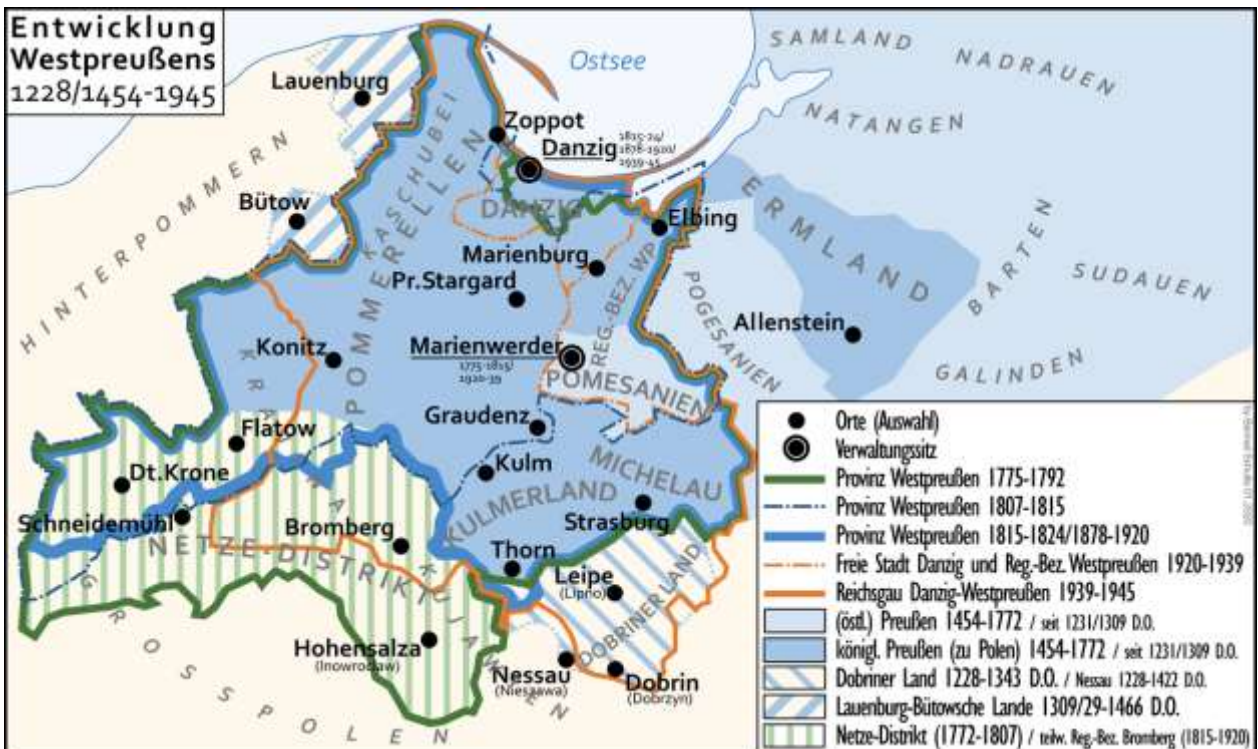 Entwicklung
Westpreußens
1228/1454-1945
Ostsee
SAMLAND
NADRAUEN
NATANGEN
Lauenburg
Zoppot
Danzig
1815-24/
1878-1920/
1939-45
KASCHUBEI
POMMERELLEN
HINTERPOMMERN
Bütow
DANZIG
Elbing
ERMLAND
BARTEN
SUDAUEN
Marienburg
Pr.Stargard
REG.-BEZ. WP
POGESANIEN
Allenstein
GALINDEN
Konitz
Marienwerder
1775-1815/
1920-39
POMESANIEN
Graudenz
Flatow
Dt.Krone
Kulm
MICHELAU
KULMERLAND
Strasburg
Schneidemühl
Bromberg
NETZE DISTRIKT
Thorn
Leipe
(Lipno)
DOBRINER LAND
KUJAWEN
Hohensalza
(Inowrocław)
Nessau
(Nieszawa)
Dobrin
(Dobrzyn)
GROSSPOLEN
Orte (Auswahl)
Verwaltungssitz
Provinz Westpreußen 1775-1792
Provinz Westpreußen 1807-1815
Provinz Westpreußen 1815-1824/1878-1920
Freie Stadt Danzig und Reg.-Bez. Westpreußen 1920-1939
Reichsgau Danzig-Westpreußen 1939-1945
(östl.) Preußen 1454-1772 / seit 1231/1309 D.O.
königl. Preußen (zu Polen) 1454-1772 / seit 1231/1309 D.O.
Dobriner Land 1228-1343 D.O. / Nessau 1228-1422 D.O.
Lauenburg-Bütowsche Lande 1309/29-1466 D.O.
Netze-Distrikt (1772-1807) / teilw. Reg.-Bez. Bromberg (1815-1920)